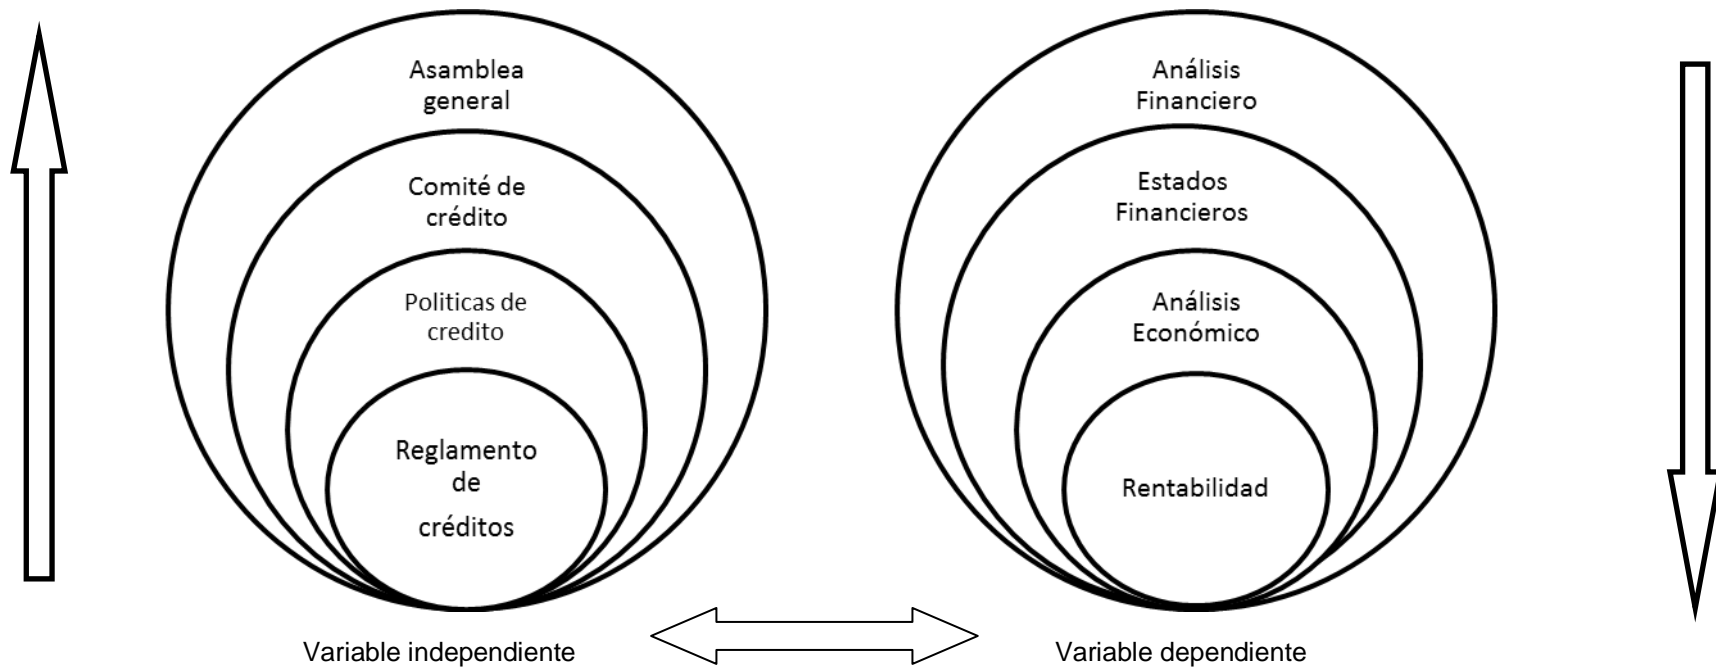 Asamblea
general
Comité de
crédito
Politicas de
credito
Reglamento
de
créditos
Variable independiente
Análisis
Financiero
Estados
Financieros
Análisis
Económico
Rentabilidad
Variable dependiente